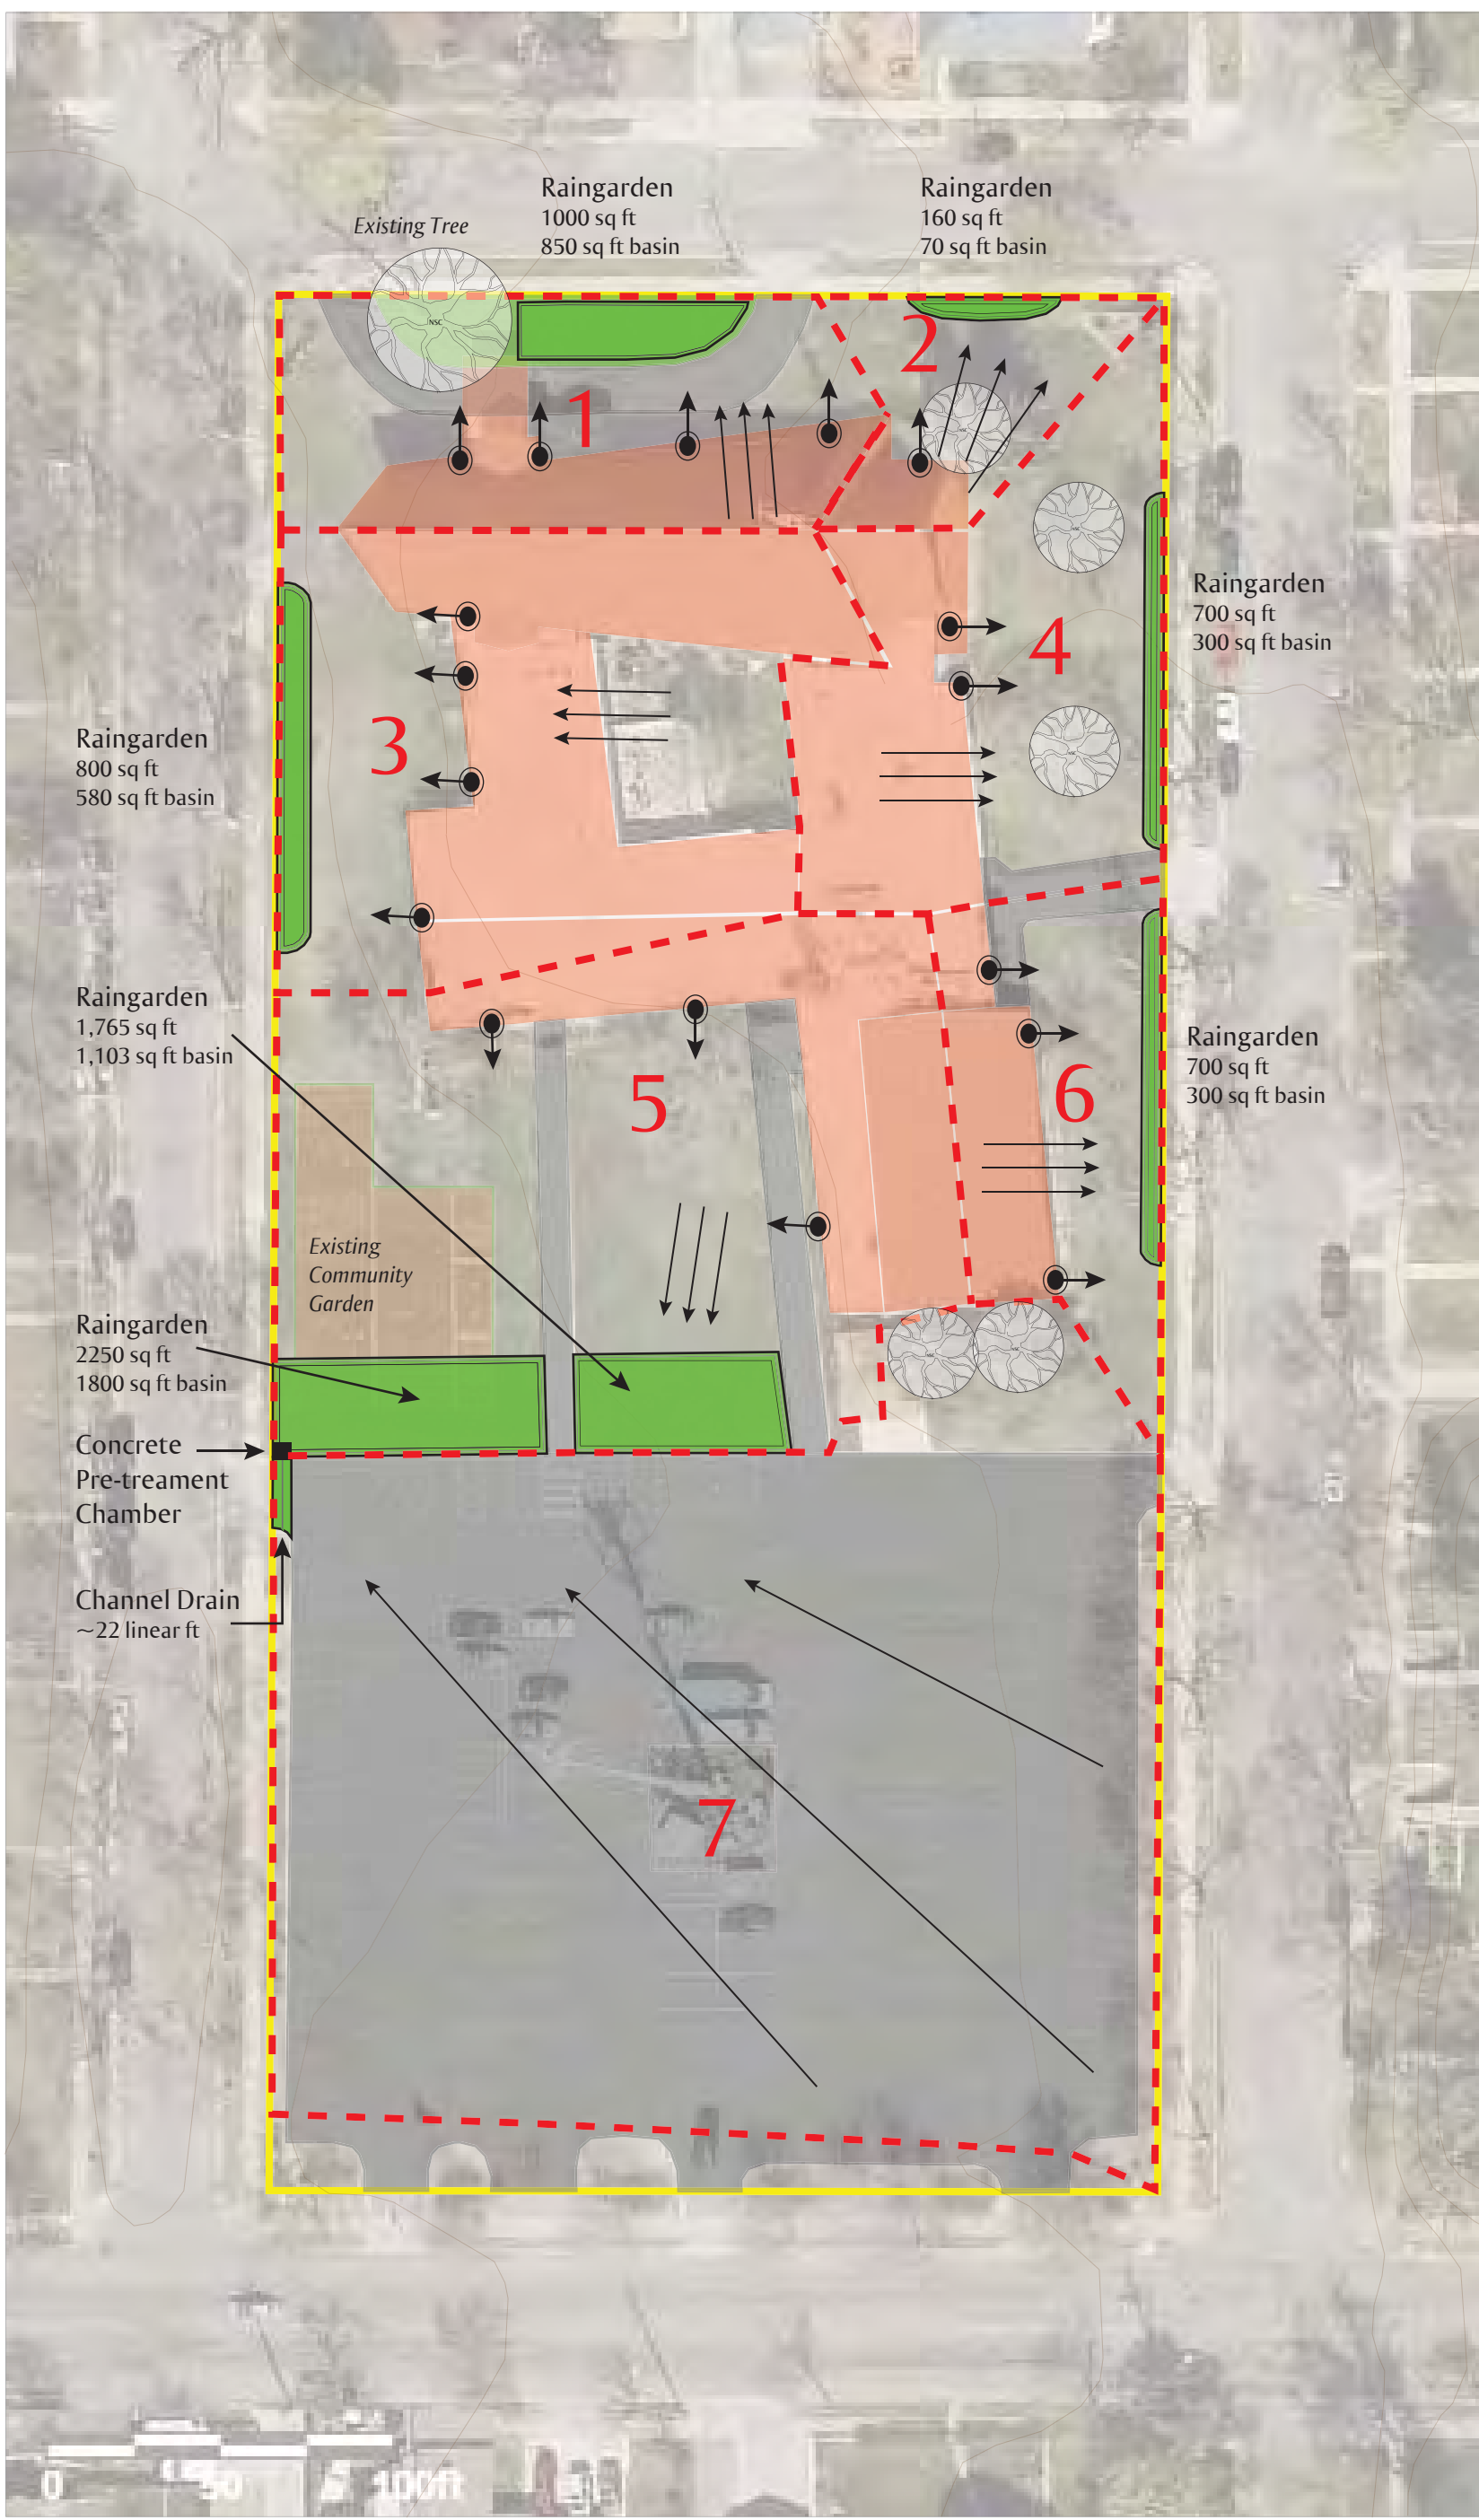 Raingarden
1000 sq ft
850 sq ft basin
Raingarden
160 sq ft
70 sq ft basin
Existing Tree
NSC
1
2
Raingarden
700 sq ft
300 sq ft basin
4
3
Raingarden
800 sq ft
580 sq ft basin
Raingarden
1,765 sq ft
1,103 sq ft basin
5
6
Raingarden
700 sq ft
300 sq ft basin
Existing
Community
Garden
Raingarden
2250 sq ft
1800 sq ft basin
Concrete
Pre-treament
Chamber
Channel Drain
~22 linear ft
7
0 50 100ft